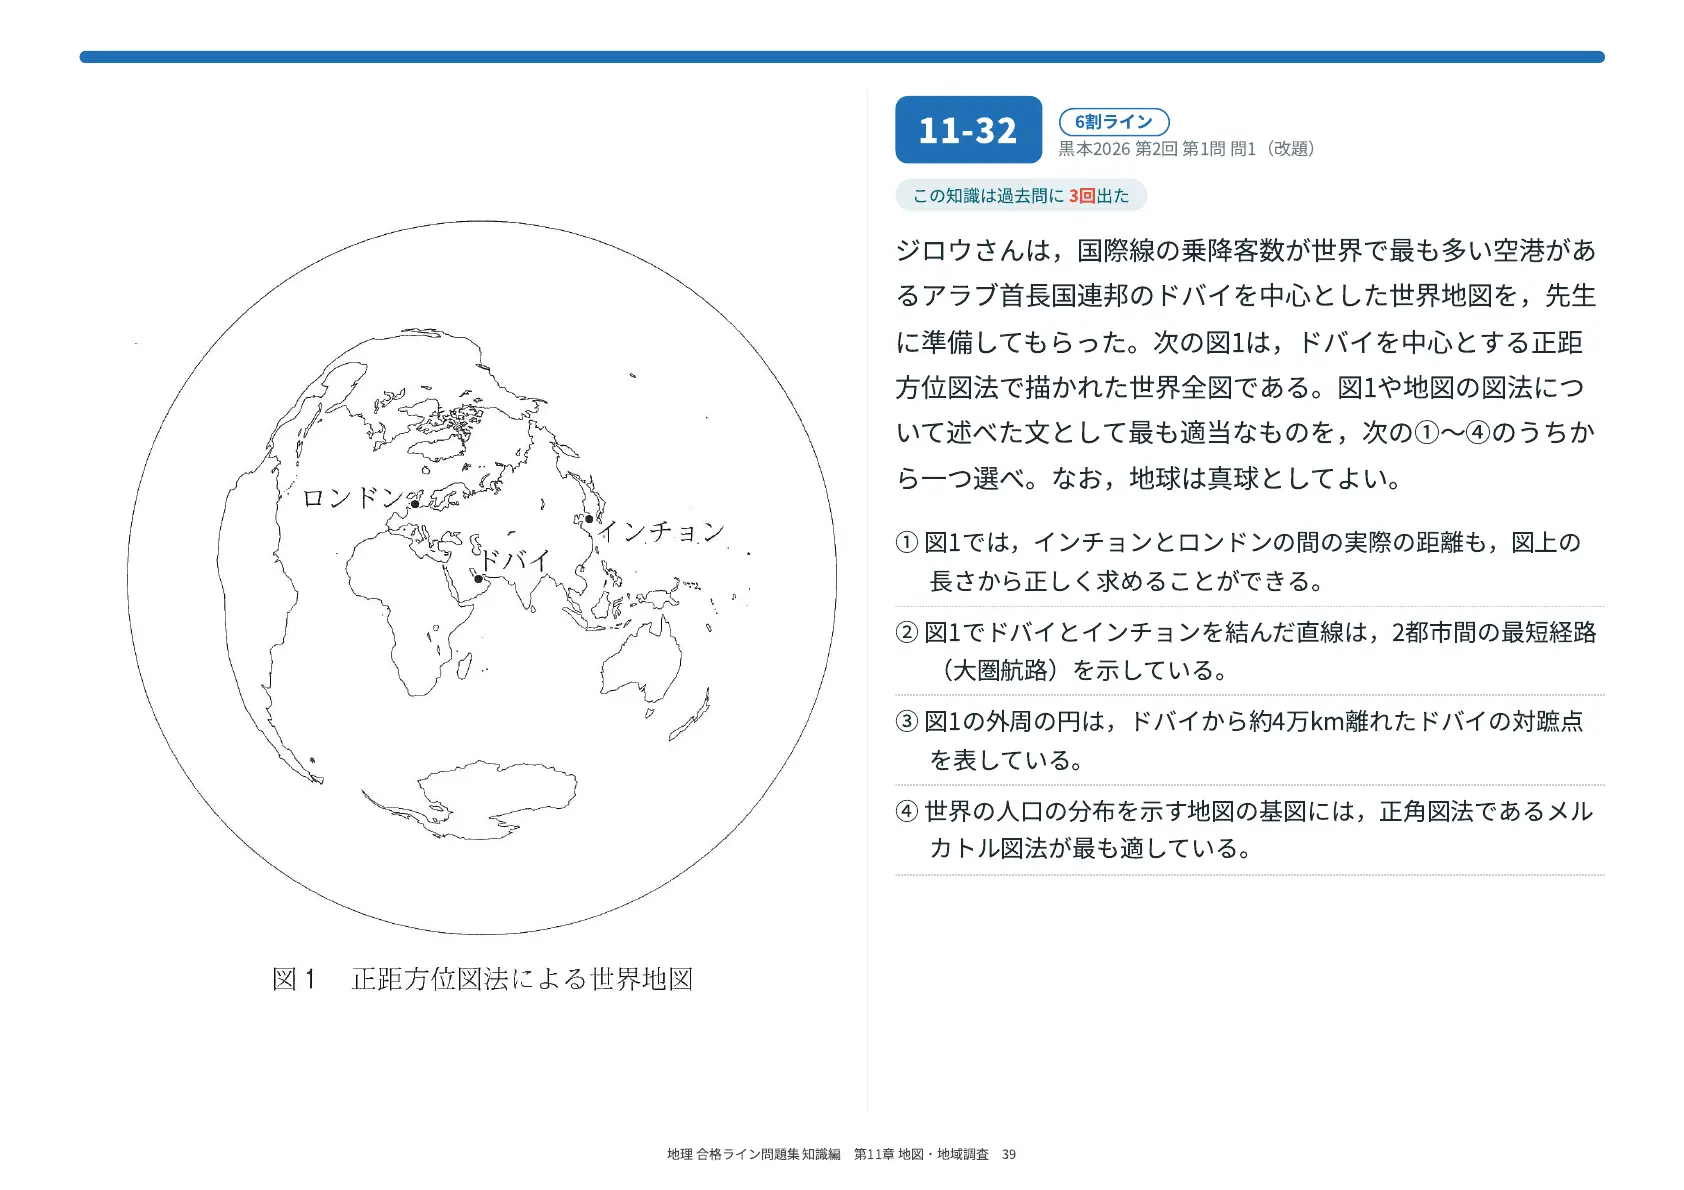 ロンドン
インチョン
ドバイ
図1 正距方位図法による世界地図
11-32
6割ライン
黒本2026 第2回 第1問 問1（改題）
この知識は過去問に 3回出た
ジロウさんは，国際線の乗降客数が世界で最も多い空港があ
るアラブ首長国連邦のドバイを中心とした世界地図を，先生
に準備してもらった。次の図1は，ドバイを中心とする正距
方位図法で描かれた世界全図である。図1や地図の図法につ
いて述べた文として最も適当なものを，次の①～④のうちか
ら一つ選べ。なお，地球は真球としてよい。
① 図1では，インチョンとロンドンの間の実際の距離も，図上の
長さから正しく求めることができる。
② 図1でドバイとインチョンを結んだ直線は，2都市間の最短経路
（大圏航路）を示している。
③ 図1の外周の円は，ドバイから約4万km離れたドバイの対蹠点
を表している。
④ 世界の人口の分布を示す地図の基図には，正角図法であるメル
カトル図法が最も適している。
地理 合格ライン問題集 知識編 第11章 地図・地域調査 39